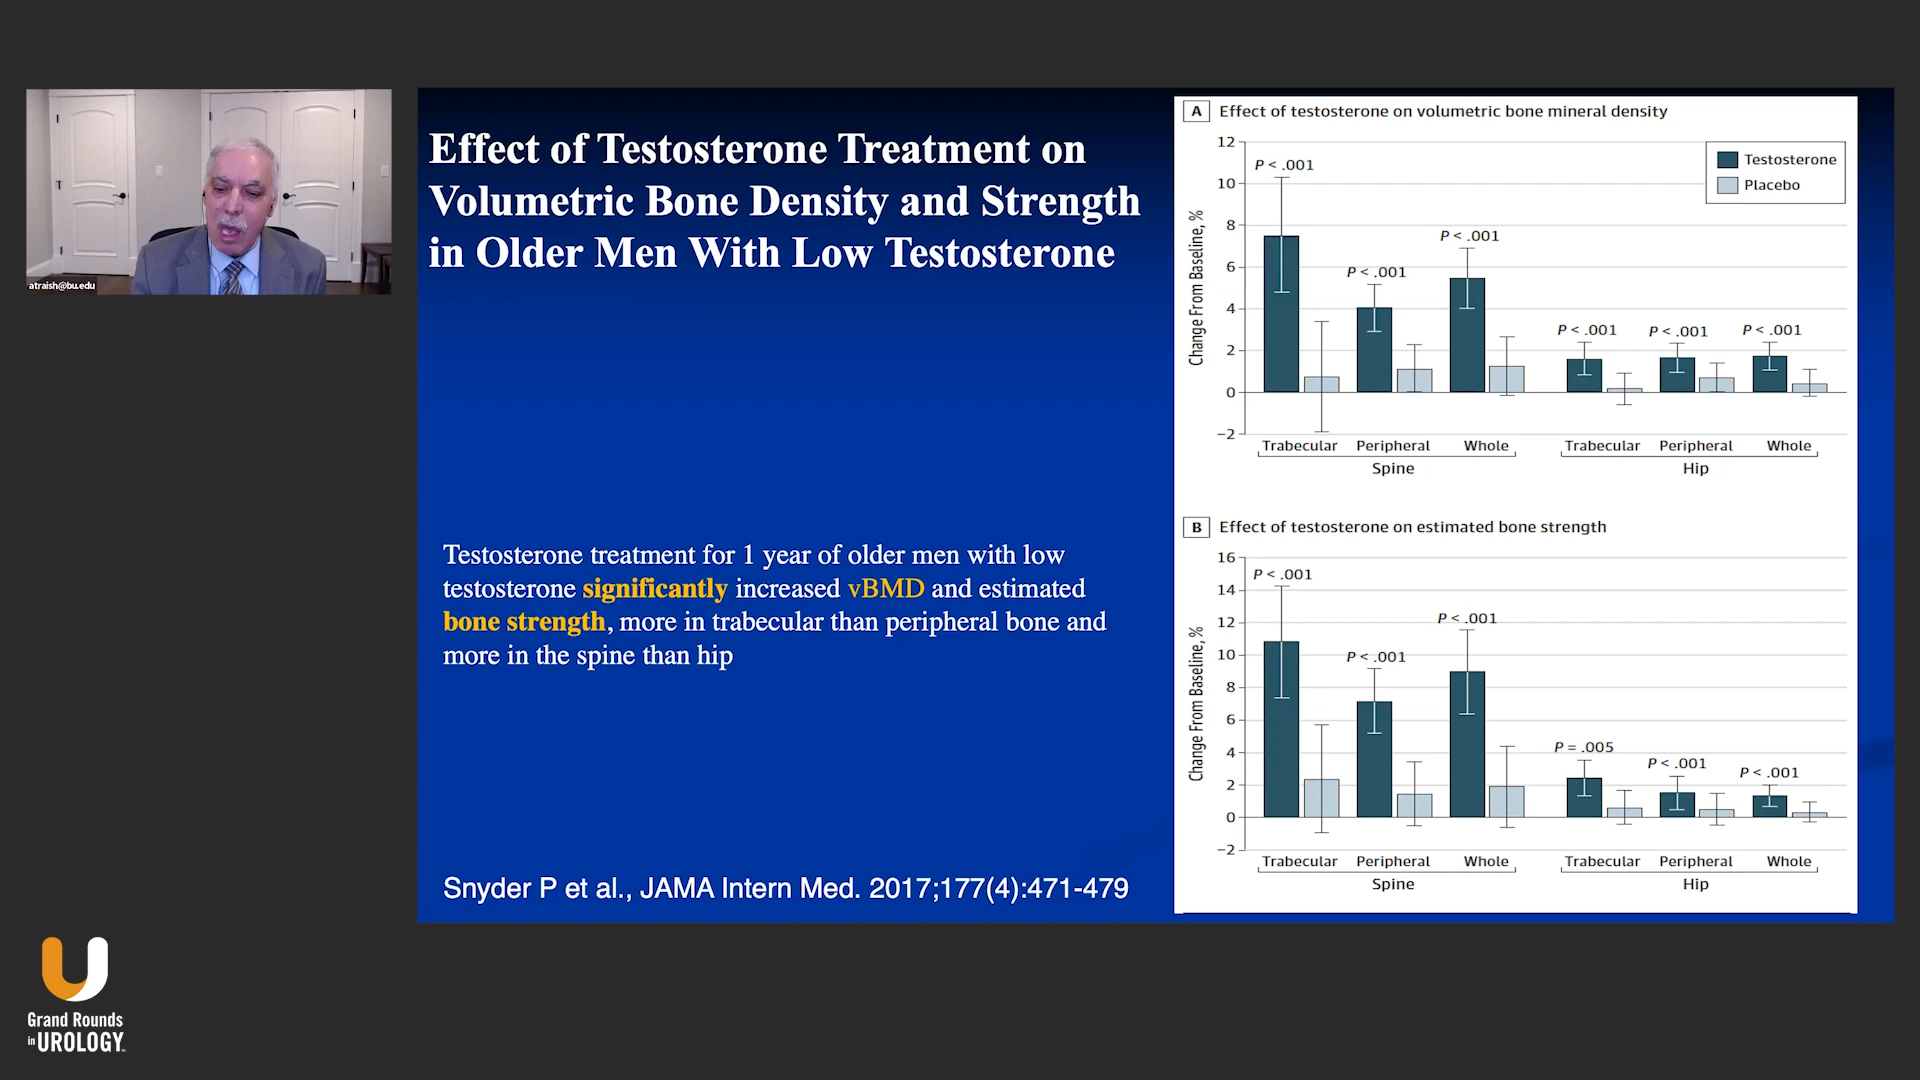 atraish@bu.edu
Effect of Testosterone Treatment on
Volumetric Bone Density and Strength
in Older Men With Low Testosterone
Testosterone treatment for 1 year of older men with low
testosterone significantly increased vBMD and estimated
bone strength, more in trabecular than peripheral bone and
more in the spine than hip
Snyder P et al., JAMA Intern Med. 2017;177(4):471-479
A Effect of testosterone on volumetric bone mineral density
Testosterone
Placebo
Change From Baseline, %
12
10
8
6
4
2
0
−2
P < .001
P < .001
P < .001
P < .001
P < .001
P < .001
Trabecular Peripheral Whole Trabecular Peripheral Whole
Spine Hip
B Effect of testosterone on estimated bone strength
Change From Baseline, %
16
14
12
10
8
6
4
2
0
−2
P < .001
P < .001
P < .001
P = .005
P < .001
P < .001
Trabecular Peripheral Whole Trabecular Peripheral Whole
Spine Hip
Grand Rounds
in UROLOGY